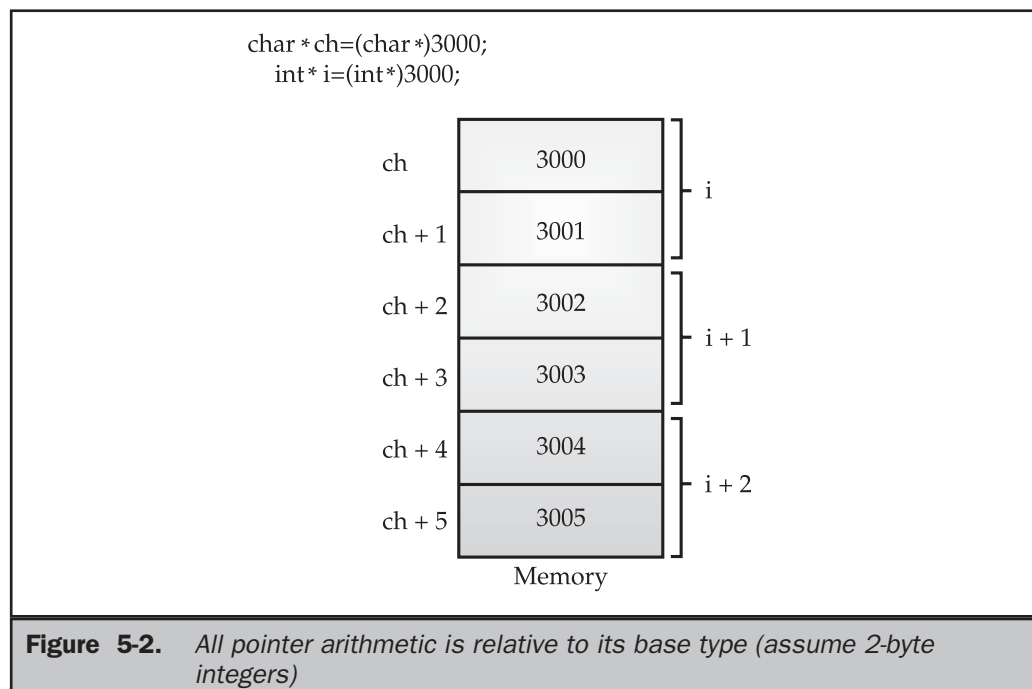 char * ch=(char*)3000;
int* i=(int*)3000;
ch 3000
i
ch + 1 3001
ch + 2 3002
i + 1
ch + 3 3003
ch + 4 3004
i + 2
ch + 5 3005
Memory
Figure 5-2. All pointer arithmetic is relative to its base type (assume 2-byte
integers)